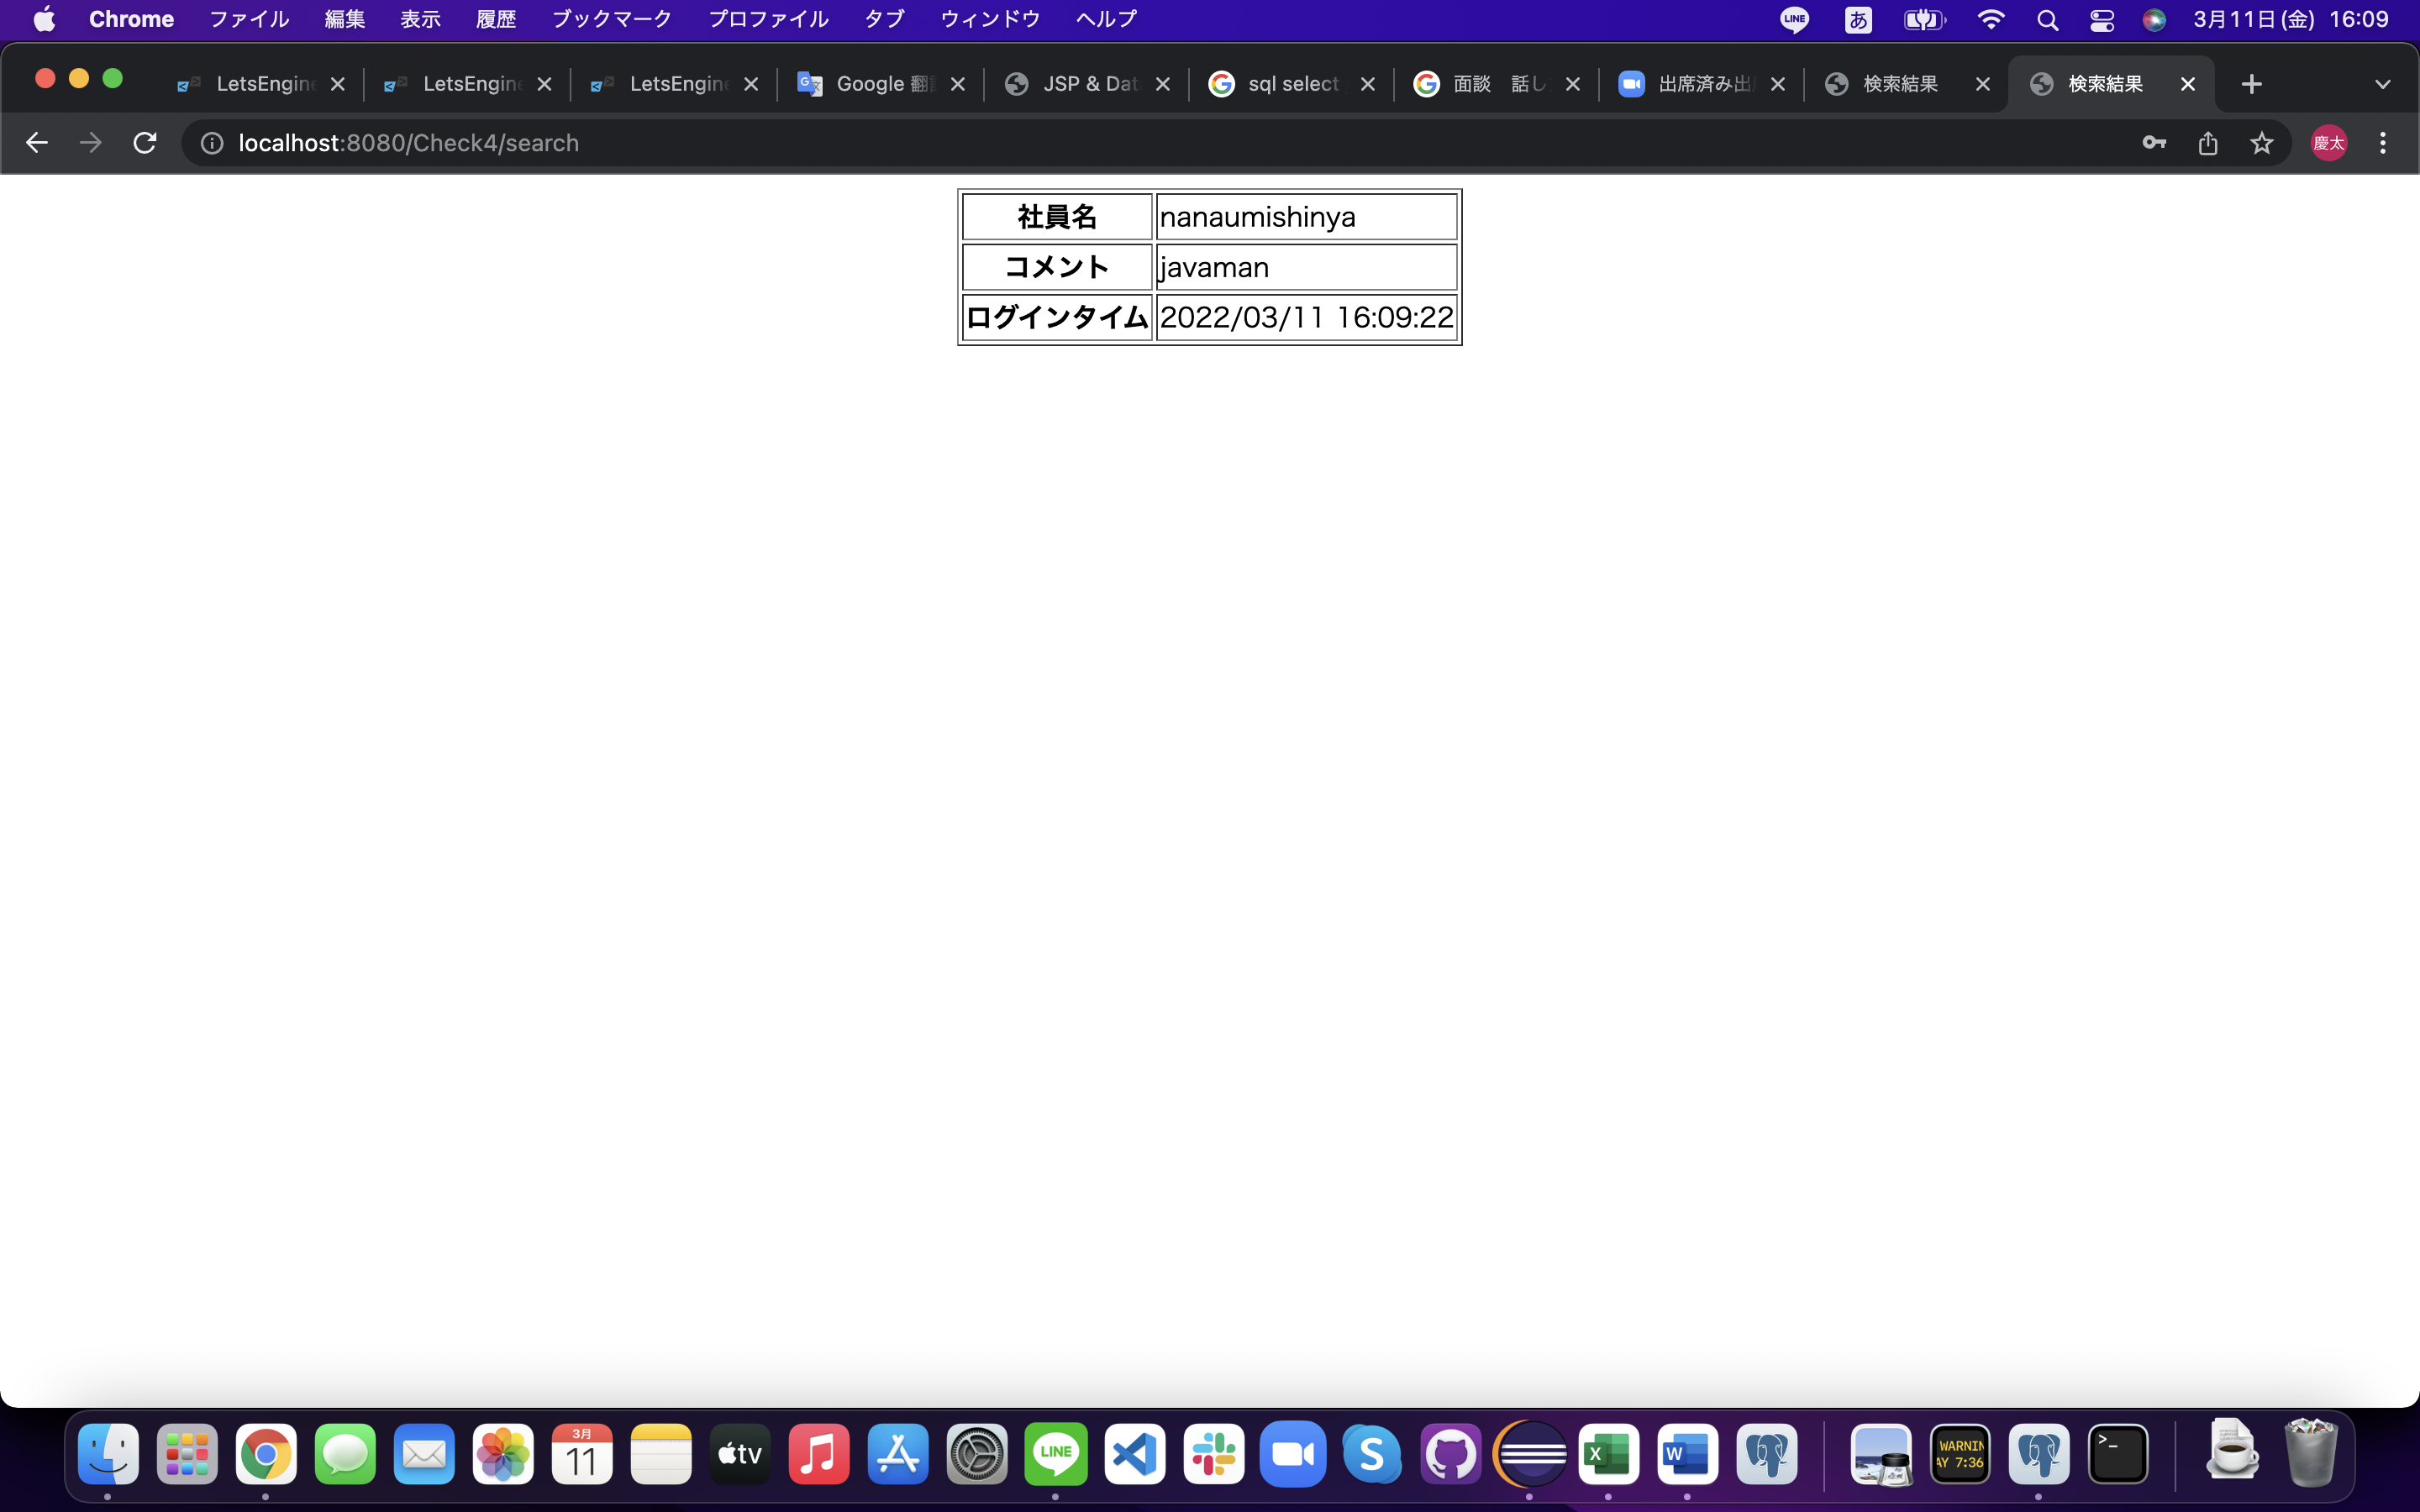 Chrome ファイル 編集 表示 履歴 ブックマーク プロファイル タブ ウィンドウ ヘルプ LINE あ 3月11日(金) 16:09
LetsEngine LetsEngine LetsEngine Google 翻 JSP & Dat sql select 面談 話し 出席済み出 検索結果 検索結果
localhost:8080/Check4/search 慶太
社員名 nanaumishinya
コメント javaman
ログインタイム 2022/03/11 16:09:22
3月
11
tv
LINE
S
X
W
WARNIN
AY 7:36
>_